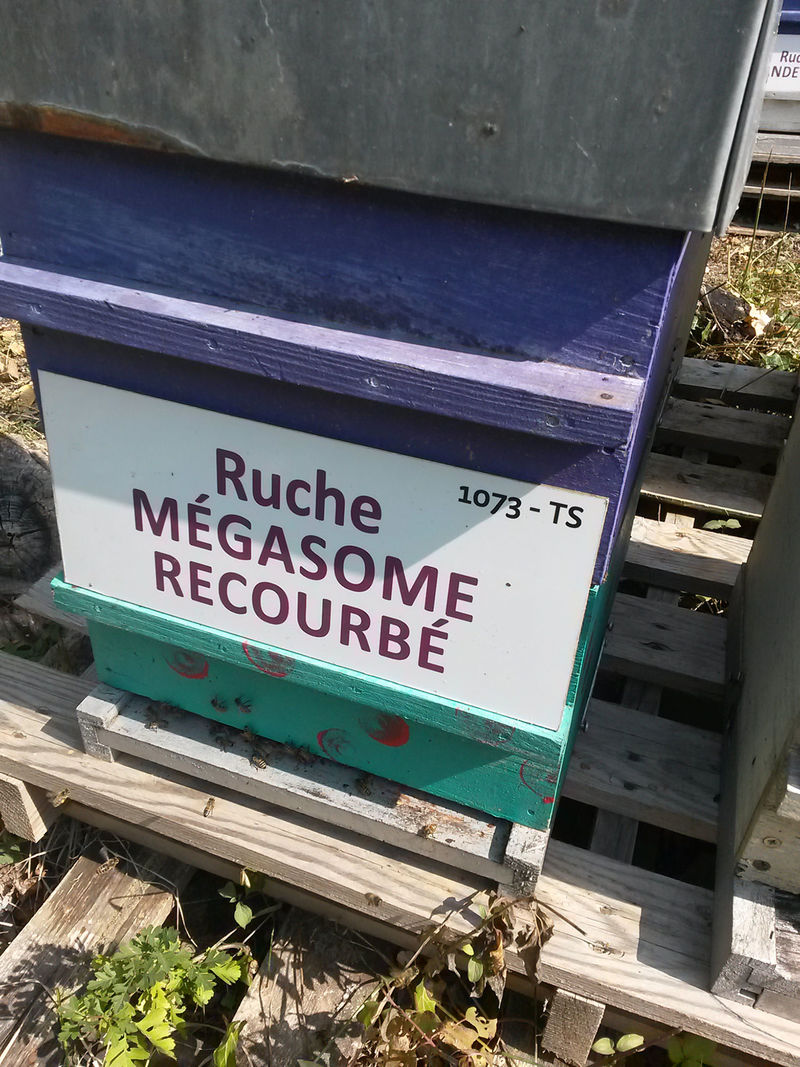 Ruche
1073 - TS
MÉGASOME
RECOURBÉ